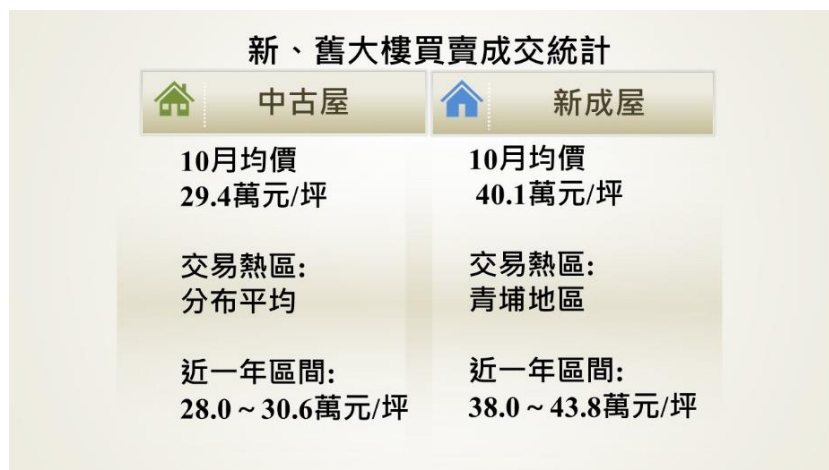 新、舊大樓買賣成交統計
中古屋
10月均價
29.4萬元/坪
交易熱區:
分布平均
近一年區間:
28.0 ~ 30.6萬元/坪
新成屋
10月均價
40.1萬元/坪
交易熱區:
青埔地區
近一年區間:
38.0 ~ 43.8萬元/坪